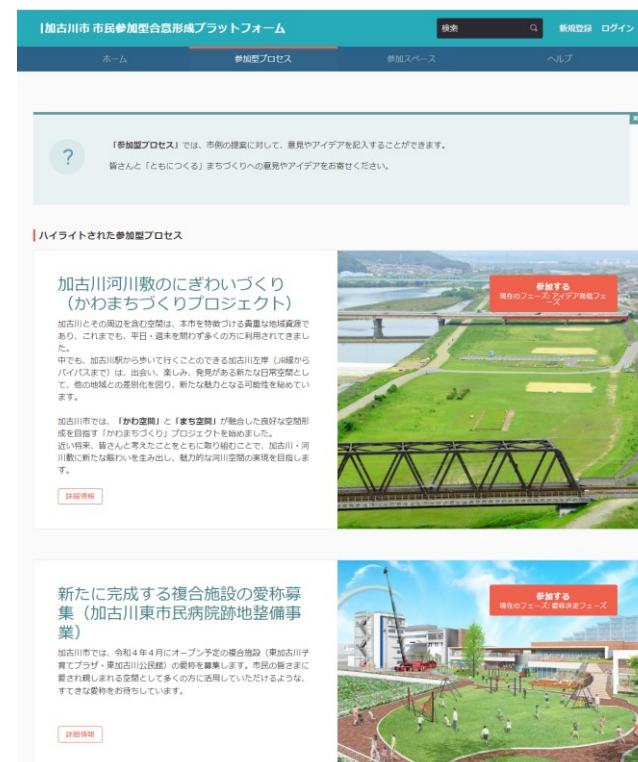 加古川市 市民参加型合意形成プラットフォーム
検索
新規登録 ログイン
ホーム 参加型プロセス 参加スペース ヘルプ
「参加型プロセス」では、市側の提案に対して、意見やアイデアを記入することができます。
皆さんと「ともにつくる」まちづくりへの意見やアイデアをお寄せください。
ハイライトされた参加型プロセス
加古川河川敷のにぎわいづくり
（かわまちづくりプロジェクト）
加古川とその周辺を含む空間は、本市を特徴づける貴重な地域資源で
あり、これまでも、平日・週末を問わず多くの方に利用されてきまし
た。
中でも、加古川駅から歩いて行くことのできる加古川左岸（JR線から
バイパスまで）は、出会い、楽しみ、発見がある新たな日常空間とし
て、他の地域との差別化を図り、新たな魅力となる可能性を秘めてい
ます。
加古川市では、「かわ空間」と「まち空間」が融合した良好な空間形
成を目指す「かわまちづくり」プロジェクトを始めました。
近い将来、皆さんと考えたことをともに取り組むことで、加古川・河
川敷に新たな賑わいを生み出し、魅力的な河川空間の実現を目指しま
す。
詳細情報
参加する
現在のフェーズ: アイデア発信フェ
ーズ
新たに完成する複合施設の愛称募
集（加古川東市民病院跡地整備事
業）
加古川市では、令和4年4月にオープン予定の複合施設（東加古川子
育てプラザ・東加古川公民館）の愛称を募集します。市民の皆さまに
愛され親しまれる空間として多くの方に活用していただけるような、
すてきな愛称をお待ちしています。
詳細情報
参加する
現在のフェーズ: 愛称決定フェーズ